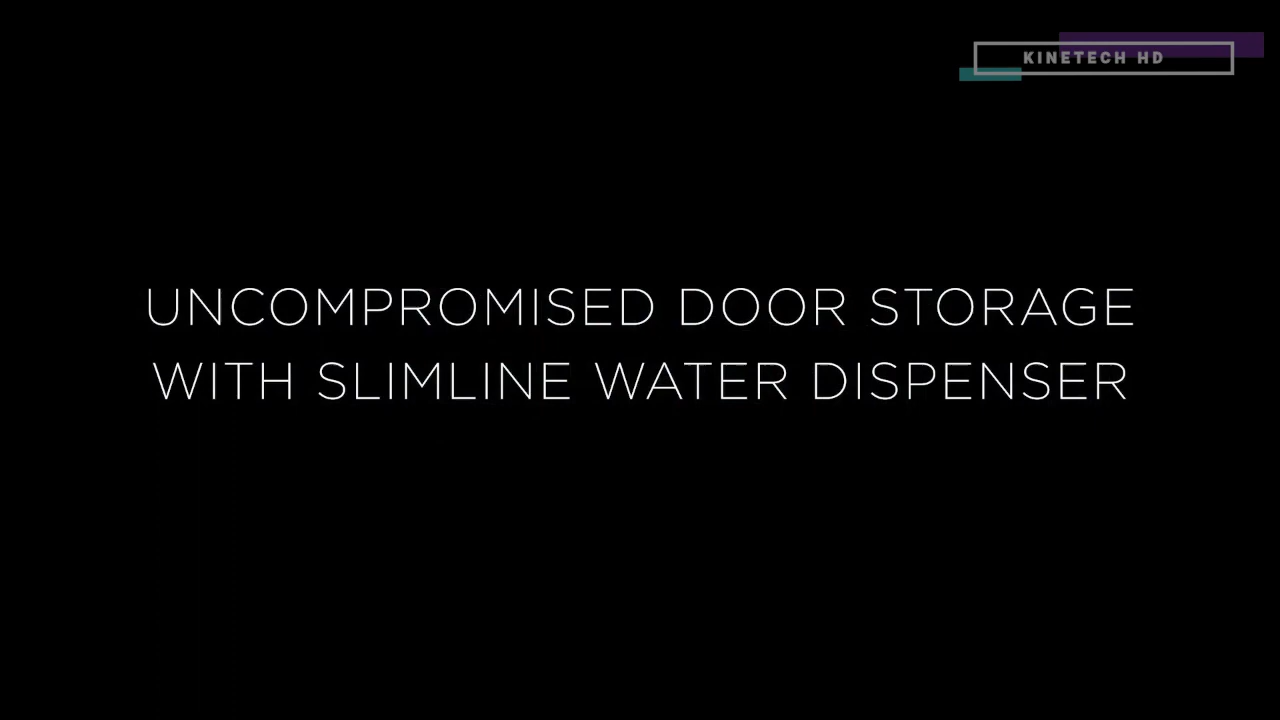 KINETECH HD
UNCOMPROMISED DOOR STORAGE
WITH SLIMLINE WATER DISPENSER